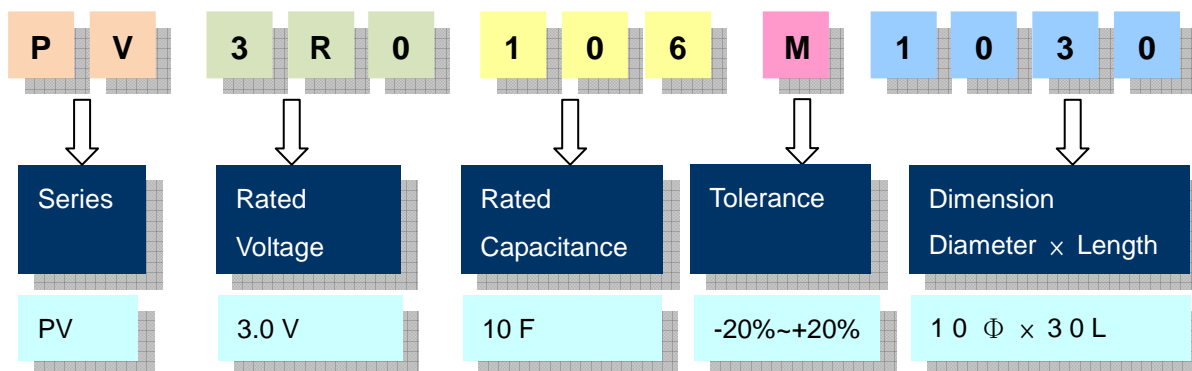 P V 3 R 0 1 0 6 M 1 0 3 0
Series
Rated
Voltage
Rated
Capacitance
Tolerance
Dimension
Diameter × Length
PV
3.0 V
10 F
-20%~+20%
1 0 Φ × 3 0 L